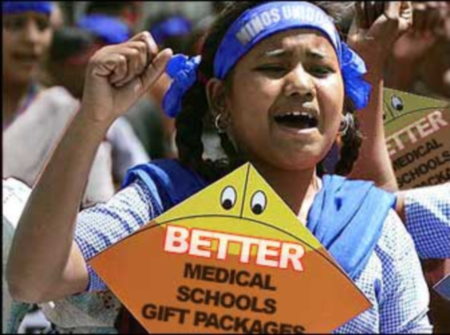 NIÑOS UNIDOS
BETTER
MEDICAL
SCHOOLS
GIFT PACKAGES
BETTER
MEDICAL
SCHOOLS